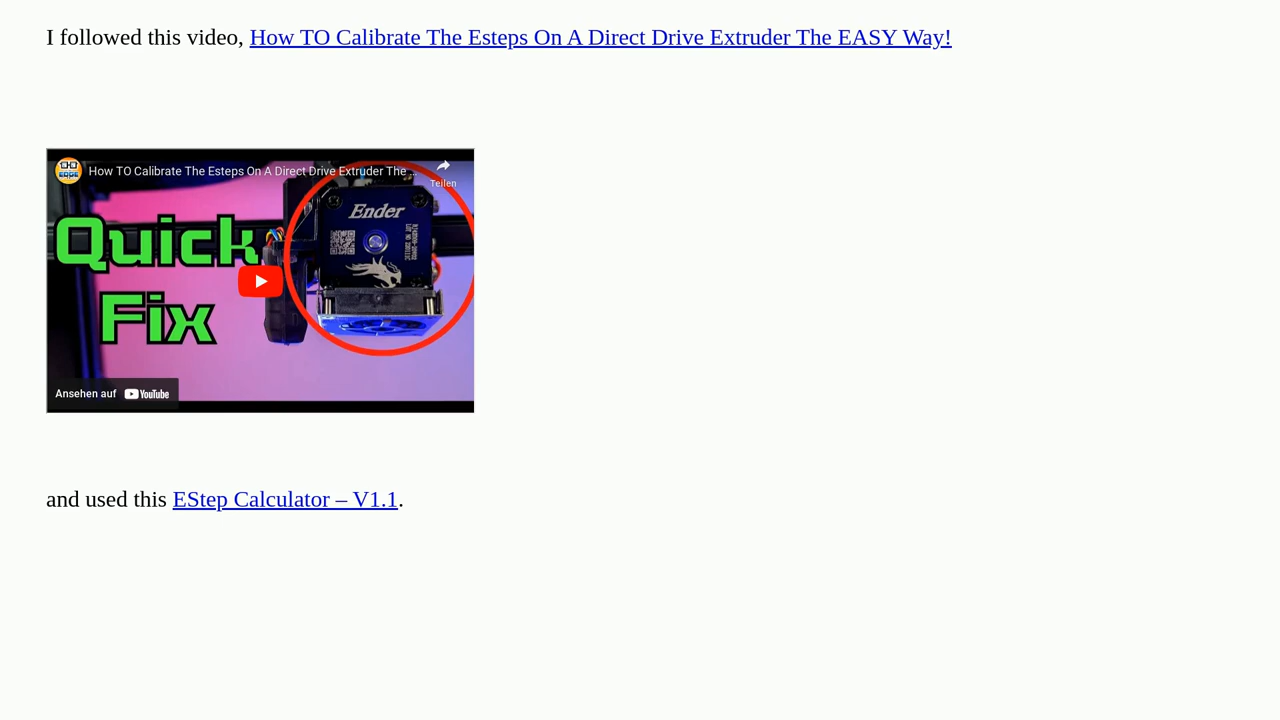 I followed this video, How TO Calibrate The Esteps On A Direct Drive Extruder The EASY Way!
How TO Calibrate The Esteps On A Direct Drive Extruder The ...
Teilen
EDGE
Ender
Quick
Fix
Ansehen auf YouTube
and used this EStep Calculator – V1.1.